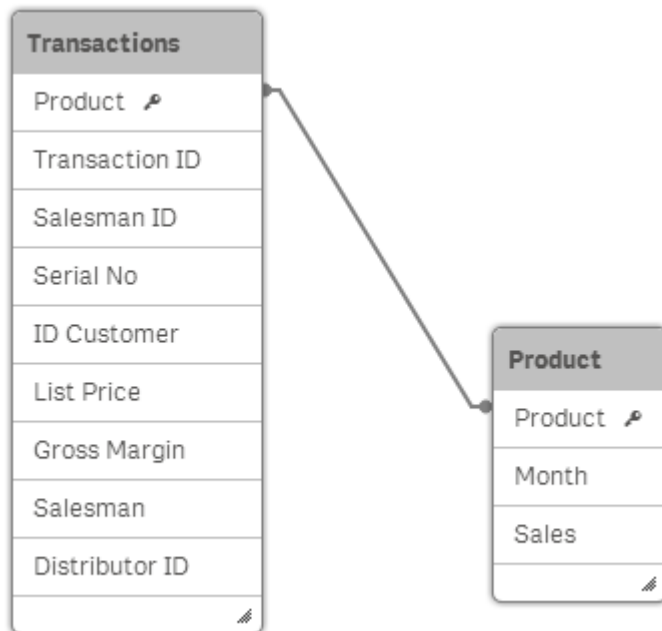 Transactions
Product
Transaction ID
Salesman ID
Serial No
ID Customer
List Price
Gross Margin
Salesman
Distributor ID
Product
Product
Month
Sales